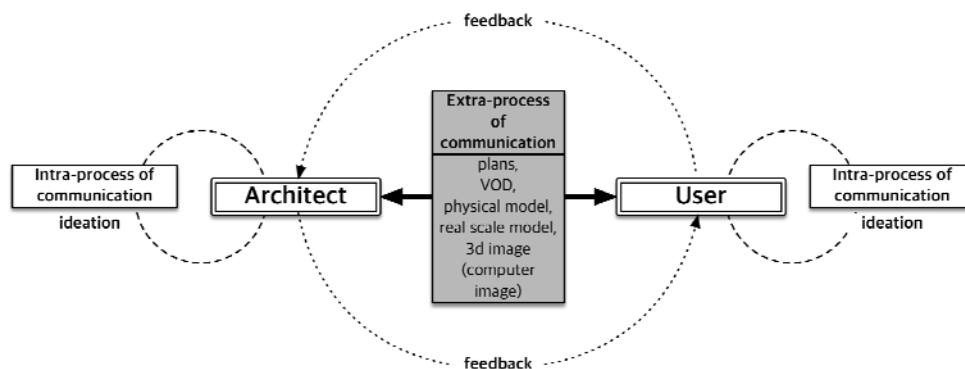 feedback
Extra-process
of
communication
plans,
VOD,
physical model,
real scale model,
3d image
(computer
image)
Intra-process of
communication
ideation
Architect
User
Intra-process of
communication
ideation
feedback